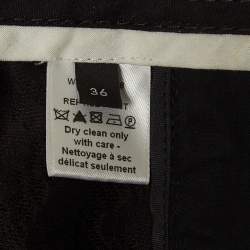 36
Dry clean only
with care -
Nettoyage à sec
délicat seulement